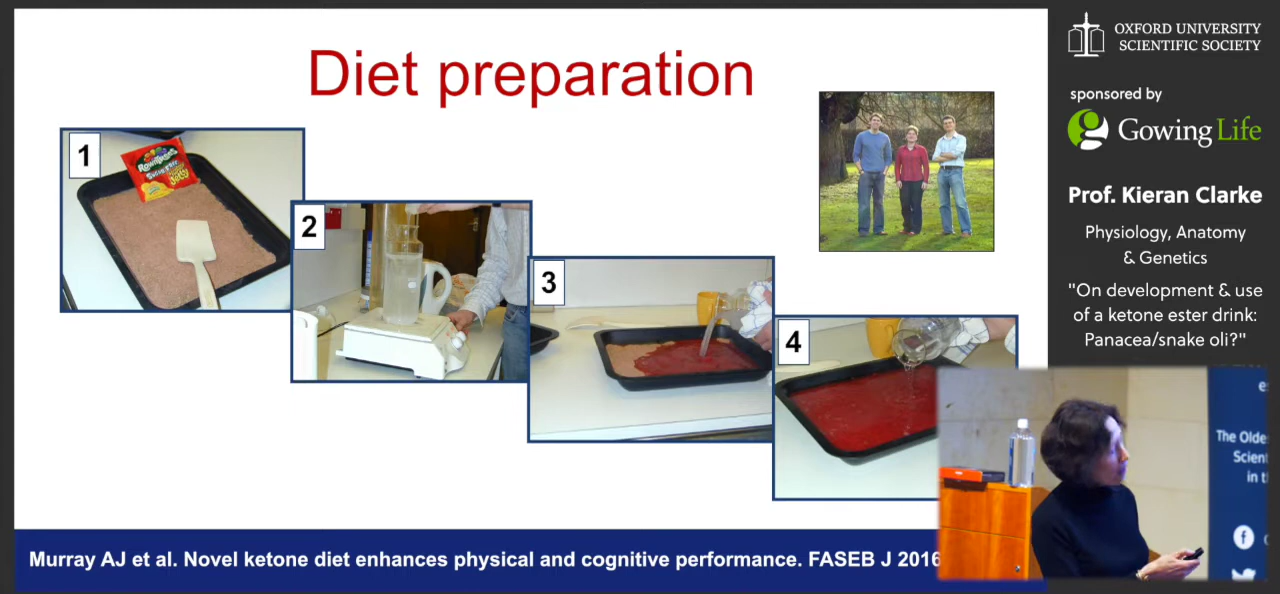 Diet preparation
1
Rowntrees
2
3
4
Murray AJ et al. Novel ketone diet enhances physical and cognitive performance. FASEB J 2016
OXFORD UNIVERSITY
SCIENTIFIC SOCIETY
sponsored by
Gowing Life
Prof. Kieran Clarke
Physiology, Anatomy
& Genetics
"On development & use
of a ketone ester drink:
Panacea/snake oli?"
The Olde
Scient
in t